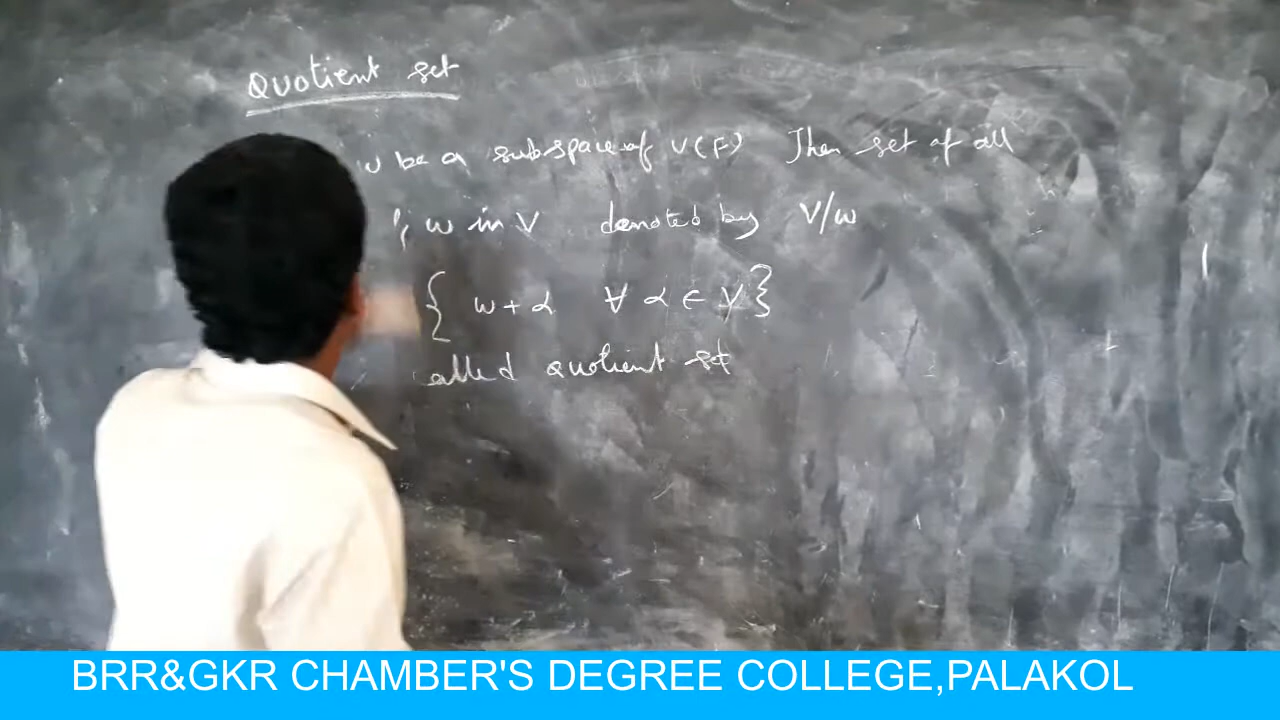 Quotient set
be a subspace of V(F) Then set of all
w in V denoted by V/w
{ w + α ∀ α ∈ V }
alled quotient set
BRR&GKR CHAMBER'S DEGREE COLLEGE,PALAKOL